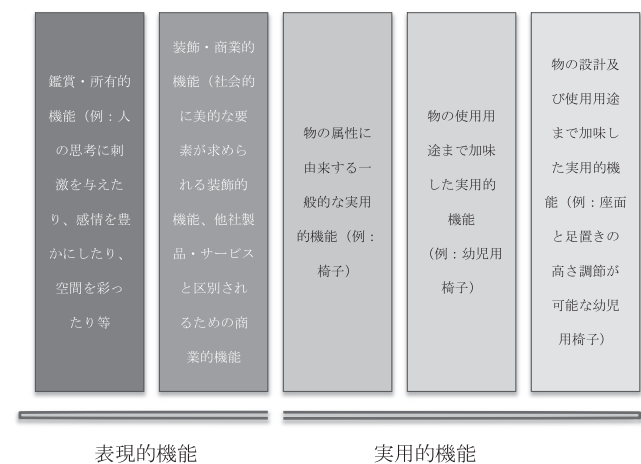 鑑賞・所有的
機能（例：人
の思考に刺
激を与えた
り、感情を豊
かにしたり、
空間を彩っ
たり等
装飾・商業的
機能（社会的
に美的な要
素が求めら
れる装飾的
機能、他社製
品・サービス
と区別され
るための商
業的機能
物の属性に
由来する一
般的な実用
的機能（例：
椅子）
物の使用用
途まで加味
した実用的
機能
（例：幼児用
椅子）
物の設計及
び使用用途
まで加味し
た実用的機
能（例：座面
と足置きの
高さ調節が
可能な幼児
用椅子）
表現的機能
実用的機能